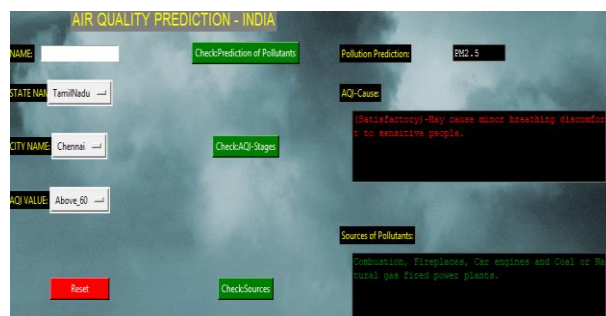 AIR QUALITY PREDICTION - INDIA
NAME:
Check:Prediction of Pollutants
Pollution Prediction:
PM2.5
STATE NAM
TamilNadu
AQI-Cause:
(Satisfactory)-May cause minor breathing discomfor
t to sensitive people.
CITY NAME:
Chennai
Check:AQI-Stages
AQI VALUE:
Above_60
Sources of Pollutants:
Combustion, Fireplaces, Car engines and Coal or Na
tural gas fired power plants.
Reset
Check:Sources